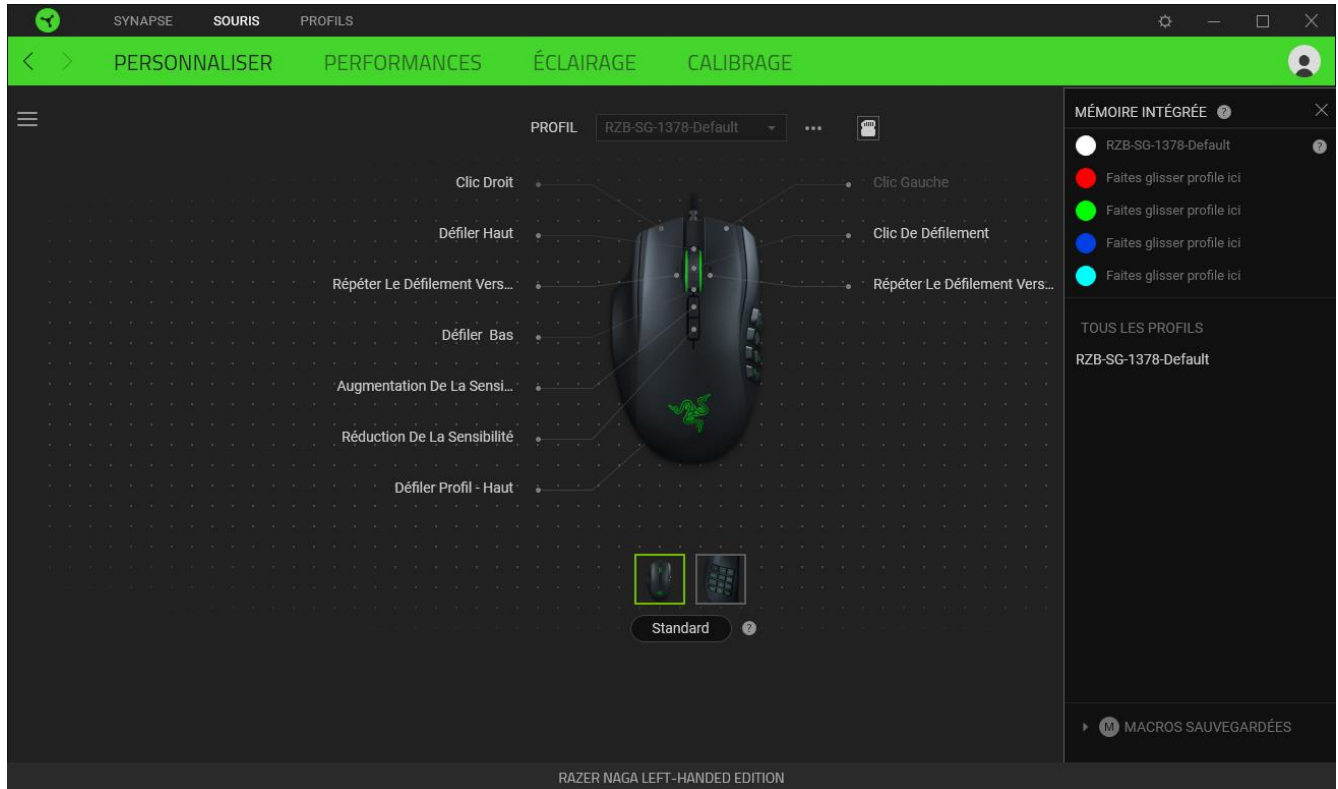 SYNAPSE SOURIS PROFILS
PERSONNALISER PERFORMANCES ÉCLAIRAGE CALIBRAGE
PROFIL RZB-SG-1378-Default
Clic Droit
Clic Gauche
Défiler Haut
Clic De Défilement
Répéter Le Défilement Vers...
Répéter Le Défilement Vers...
Défiler Bas
Augmentation De La Sensi...
Réduction De La Sensibilité
Défiler Profil - Haut
Standard ?
MÉMOIRE INTÉGRÉE ?
RZB-SG-1378-Default ?
Faites glisser profile ici
Faites glisser profile ici
Faites glisser profile ici
Faites glisser profile ici
TOUS LES PROFILS
RZB-SG-1378-Default
M MACROS SAUVEGARDÉES
RAZER NAGA LEFT-HANDED EDITION